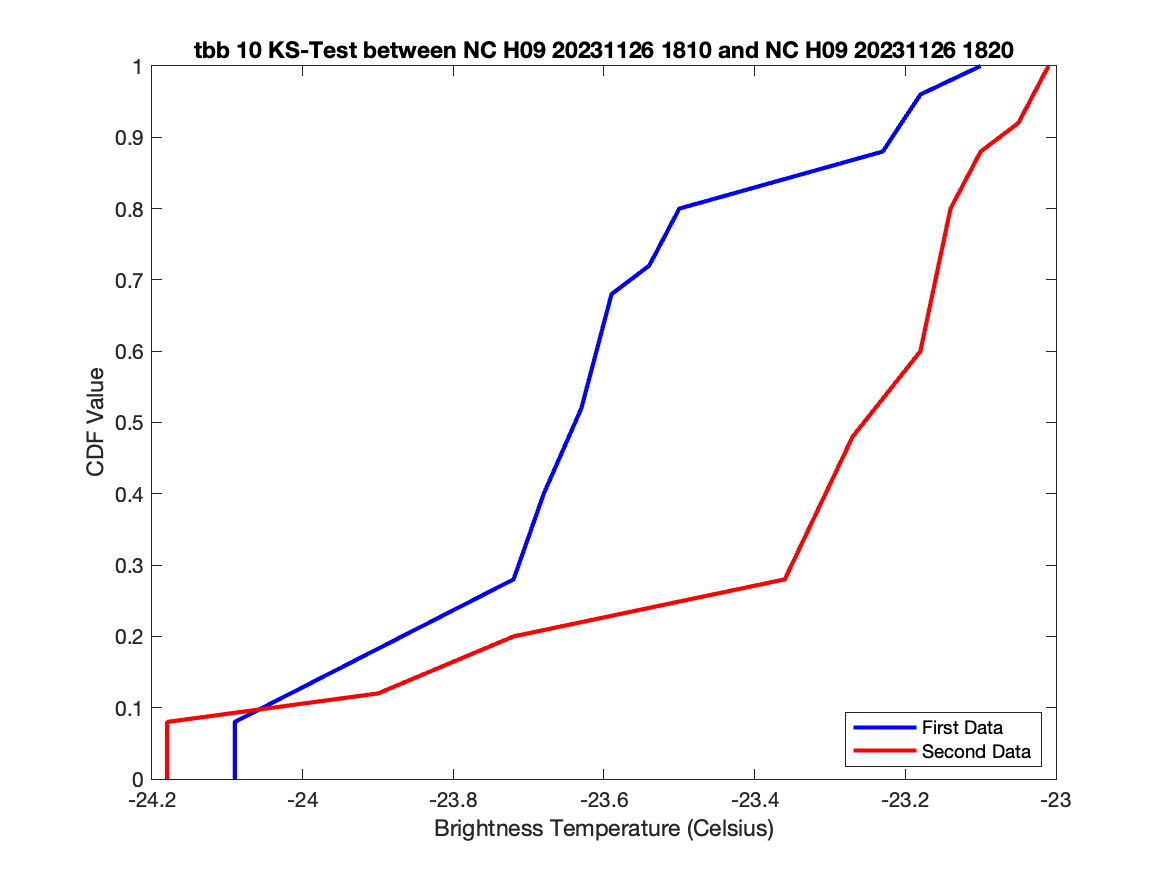 tbb 10 KS-Test between NC H09 20231126 1810 and NC H09 20231126 1820
1
0.9
0.8
0.7
0.6
0.5
0.4
0.3
0.2
0.1
0
CDF Value
First Data
Second Data
-24.2 -24 -23.8 -23.6 -23.4 -23.2 -23
Brightness Temperature (Celsius)